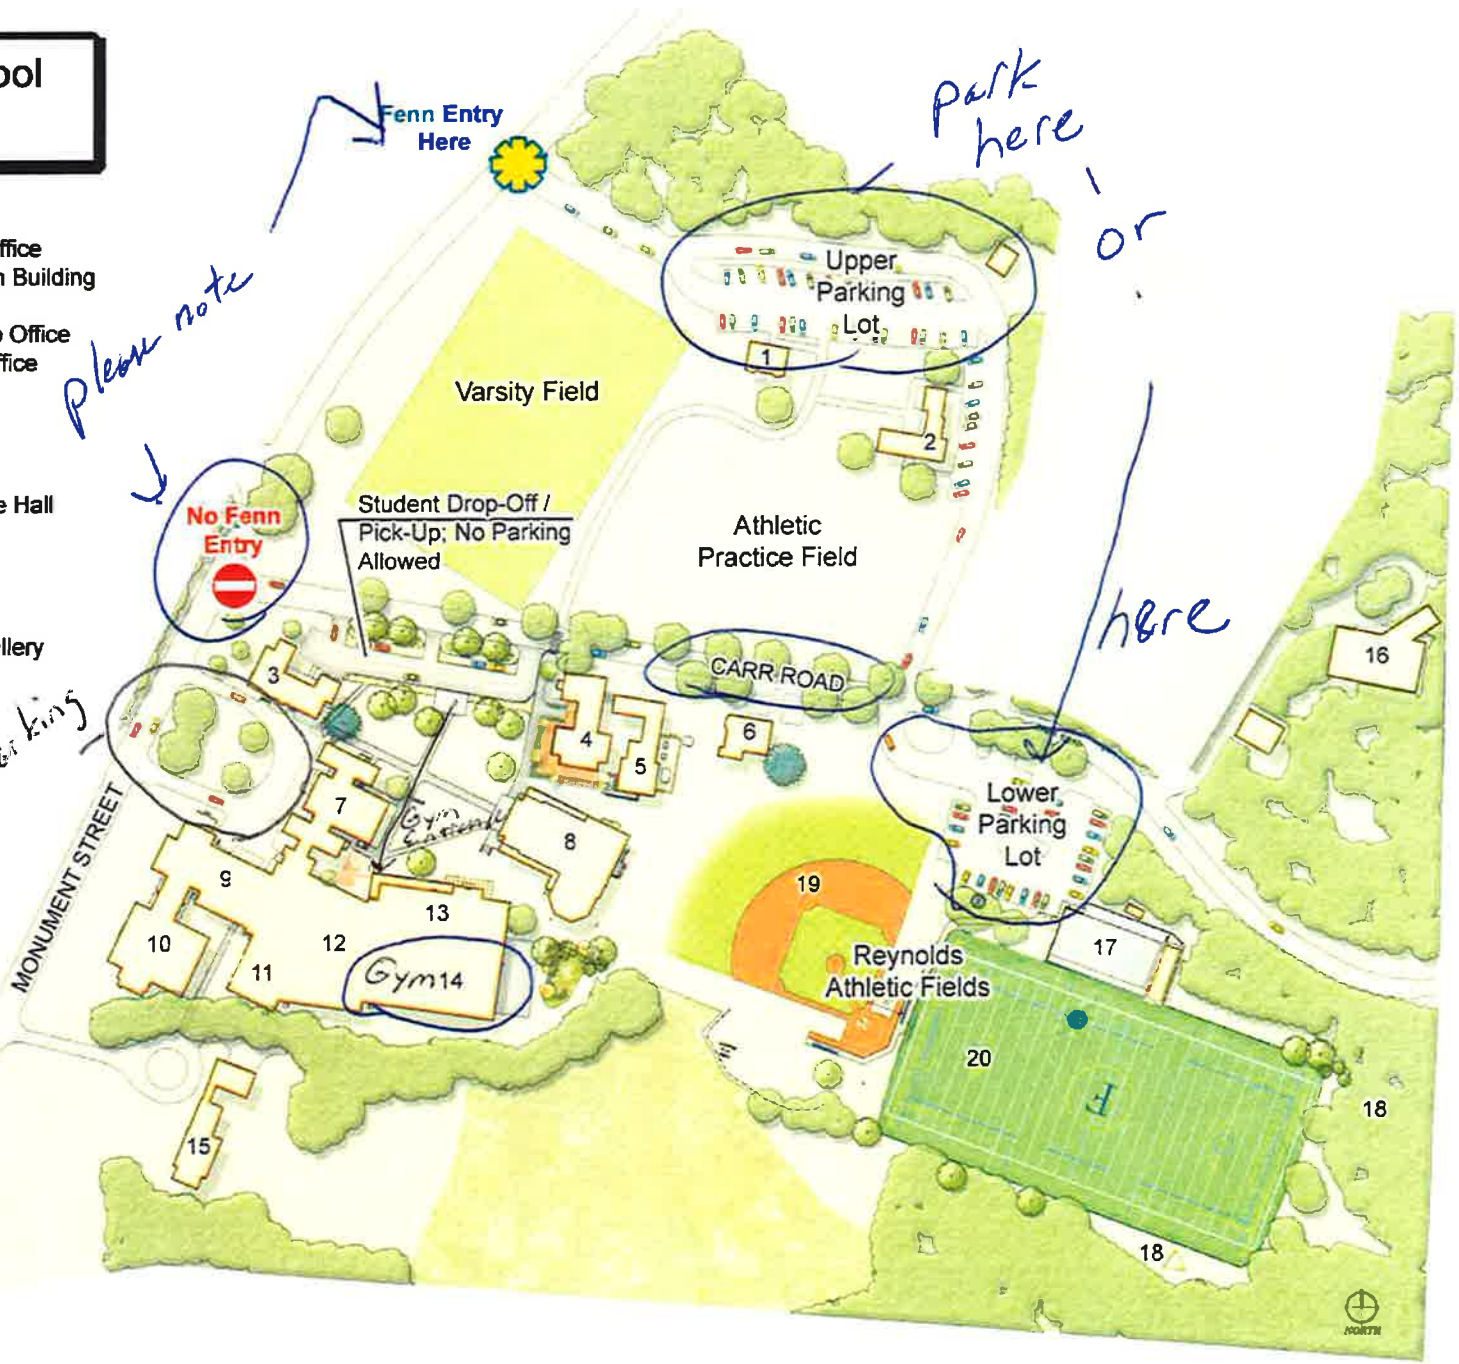 ool
ffice
n Building
o Office
ffice
e Hall
llery
please note
Fenn Entry
Here
park
here
or
here
Upper
Parking
Lot
1
2
Varsity Field
No Fenn
Entry
Student Drop-Off /
Pick-Up; No Parking
Allowed
Athletic
Practice Field
CARR ROAD
3
4
5
6
7
8
9
10
11
12
13
Gym 14
Gym
Entrance
MONUMENT STREET
Lower
Parking
Lot
15
16
17
18
18
19
Reynolds
Athletic Fields
20
F
NORTH